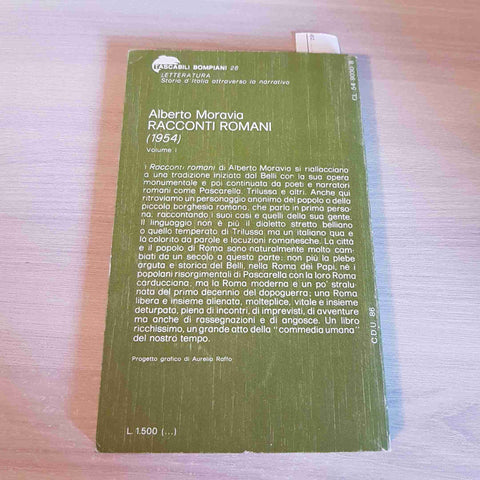 TASCABILI BOMPIANI 28
LETTERATURA
Storia d'Italia attraverso la narrativa
Alberto Moravia
RACCONTI ROMANI
(1954)
Volume I
I Racconti romani di Alberto Moravia si riallacciano
a una tradizione iniziata dal Belli con la sua opera
monumentale e poi continuata da poeti e narratori
romani come Pascarella, Trilussa e altri. Anche qui
ritroviamo un personaggio anonimo del popolo o della
piccola borghesia romana, che parla in prima perso-
na, raccontando i suoi casi e quelli della sua gente.
Il linguaggio non è più il dialetto stretto belliano
o quello temperato di Trilussa ma un italiano qua e
là colorito da parole e locuzioni romanesche. La città
e il popolo di Roma sono naturalmente molto cam-
biati da un secolo a questa parte: non più la plebe
arguta e storica del Belli, nella Roma dei Papi, né i
popolani risorgimentali di Pascarella con la loro Roma
carducciana, ma la Roma moderna e un po' stralu-
nata del primo decennio del dopoguerra; una Roma
libera e insieme alienata, molteplice, vitale e insieme
deturpata, piena di incontri, di imprevisti, di avventure
ma anche di rassegnazioni e di angosce. Un libro
ricchissimo, un grande atto della "commedia umana"
del nostro tempo.
Progetto grafico di Aurelia Raffo
L. 1.500 (...)
C.D.U. 86